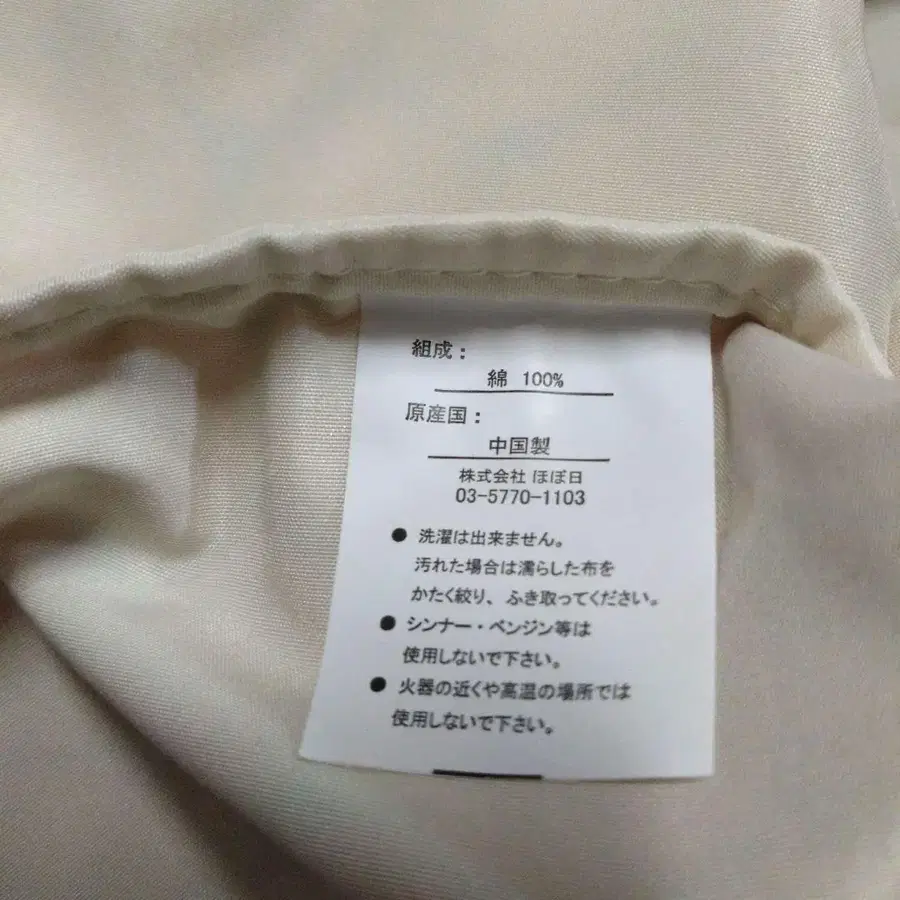 組成：
綿 100%
原産国：
中国製
株式会社 ほぼ日
03-5770-1103
● 洗濯は出来ません。
汚れた場合は濡らした布を
かたく絞り、ふき取ってください。
● シンナー・ベンジン等は
使用しないで下さい。
● 火器の近くや高温の場所では
使用しないで下さい。